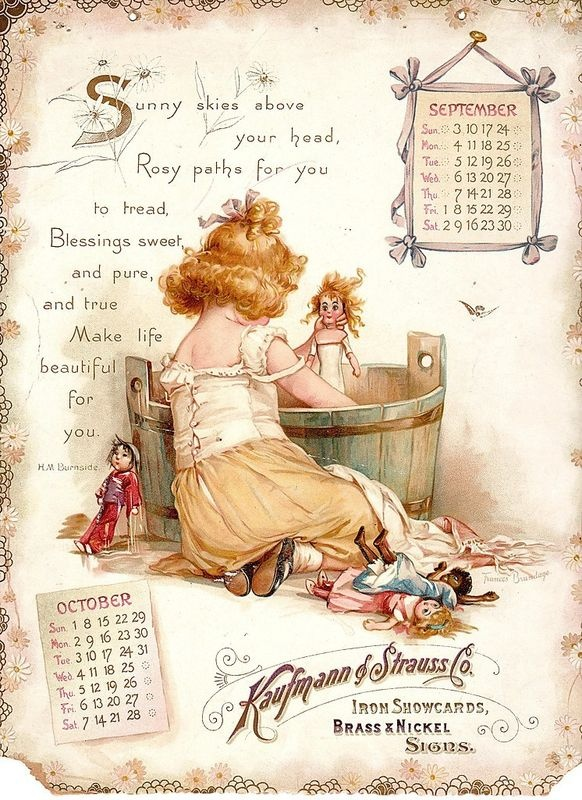 Sunny skies above
your head,
Rosy paths for you
to tread,
Blessings sweet,
and pure,
and true
Make life
beautiful
for
you.
H.M. Burnside.
SEPTEMBER
Sun. 3 10 17 24
Mon. 4 11 18 25
Tue. 5 12 19 26
Wed. 6 13 20 27
Thu. 7 14 21 28
Fri. 1 8 15 22 29
Sat. 2 9 16 23 30
Frances Brundage
OCTOBER
Sun. 1 8 15 22 29
Mon. 2 9 16 23 30
Tue. 3 10 17 24 31
Wed. 4 11 18 25
Thu. 5 12 19 26
Fri. 6 13 20 27
Sat. 7 14 21 28
Kaufmann & Strauss Co.
IRON SHOWCARDS,
BRASS & NICKEL
SIGNS.